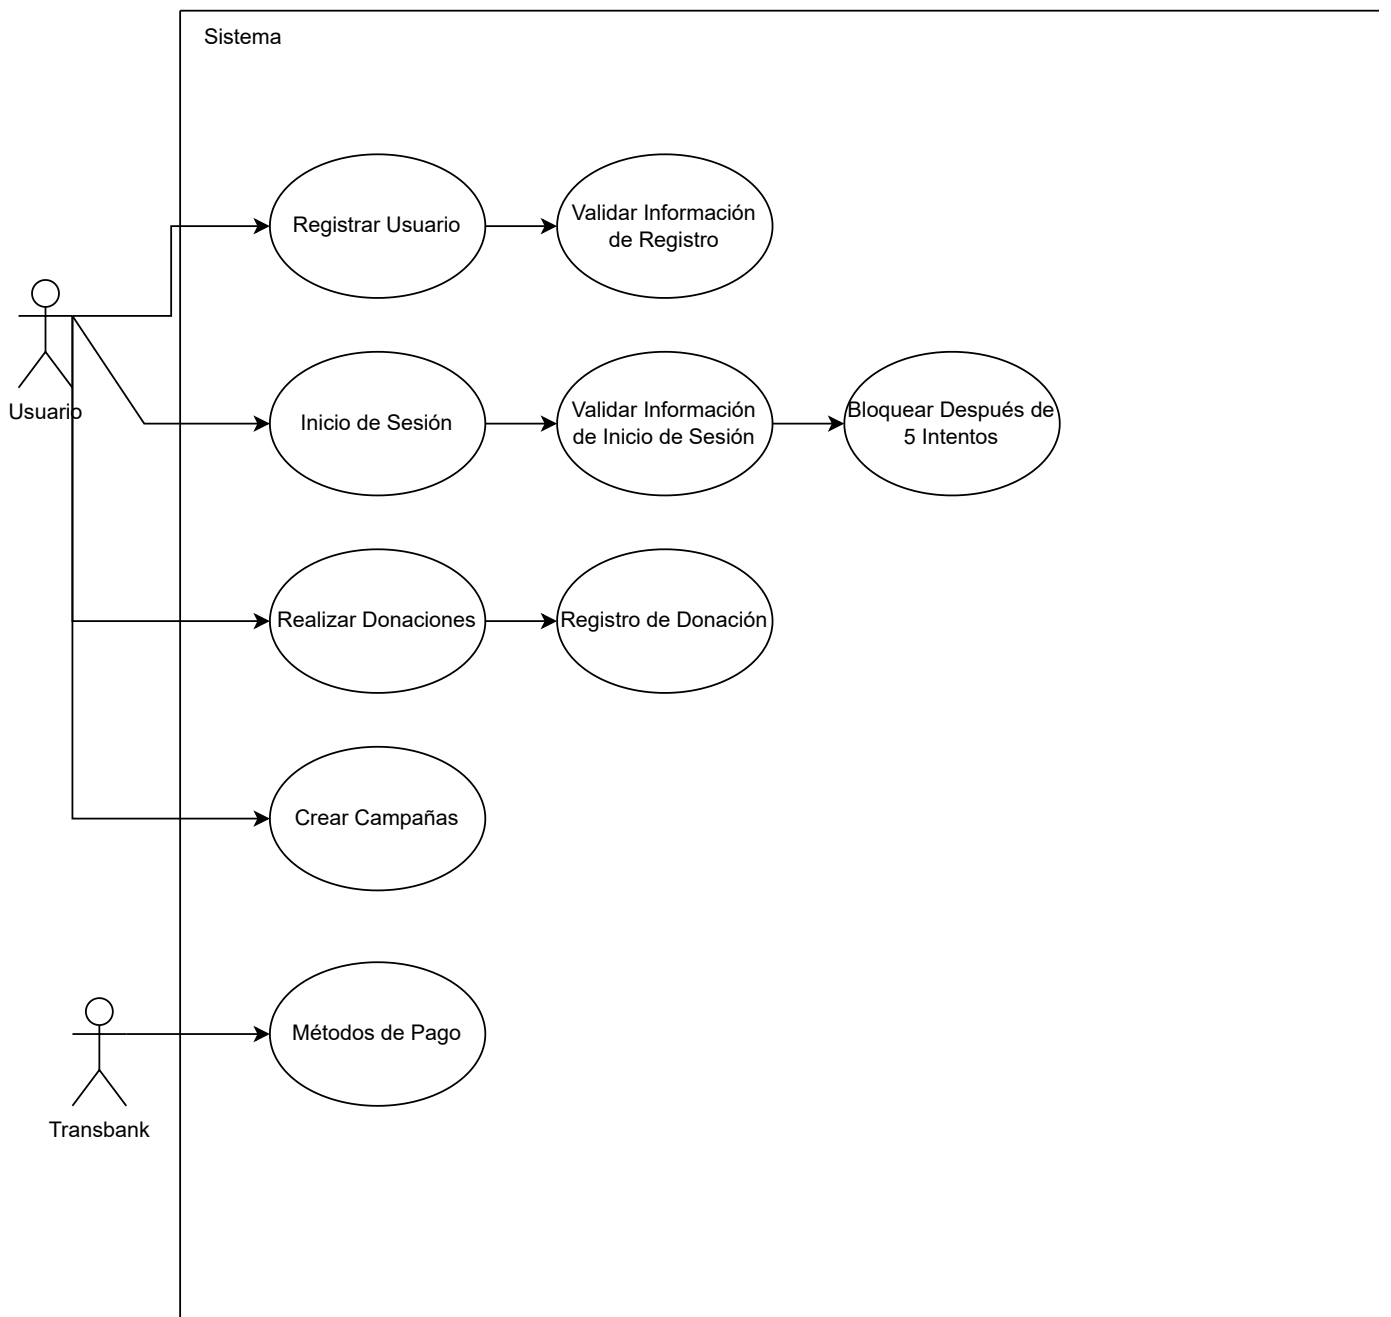 Sistema
Registrar Usuario
Validar Información
de Registro
Usuario
Inicio de Sesión
Validar Información
de Inicio de Sesión
Bloquear Después de
5 Intentos
Realizar Donaciones
Registro de Donación
Crear Campañas
Métodos de Pago
Transbank